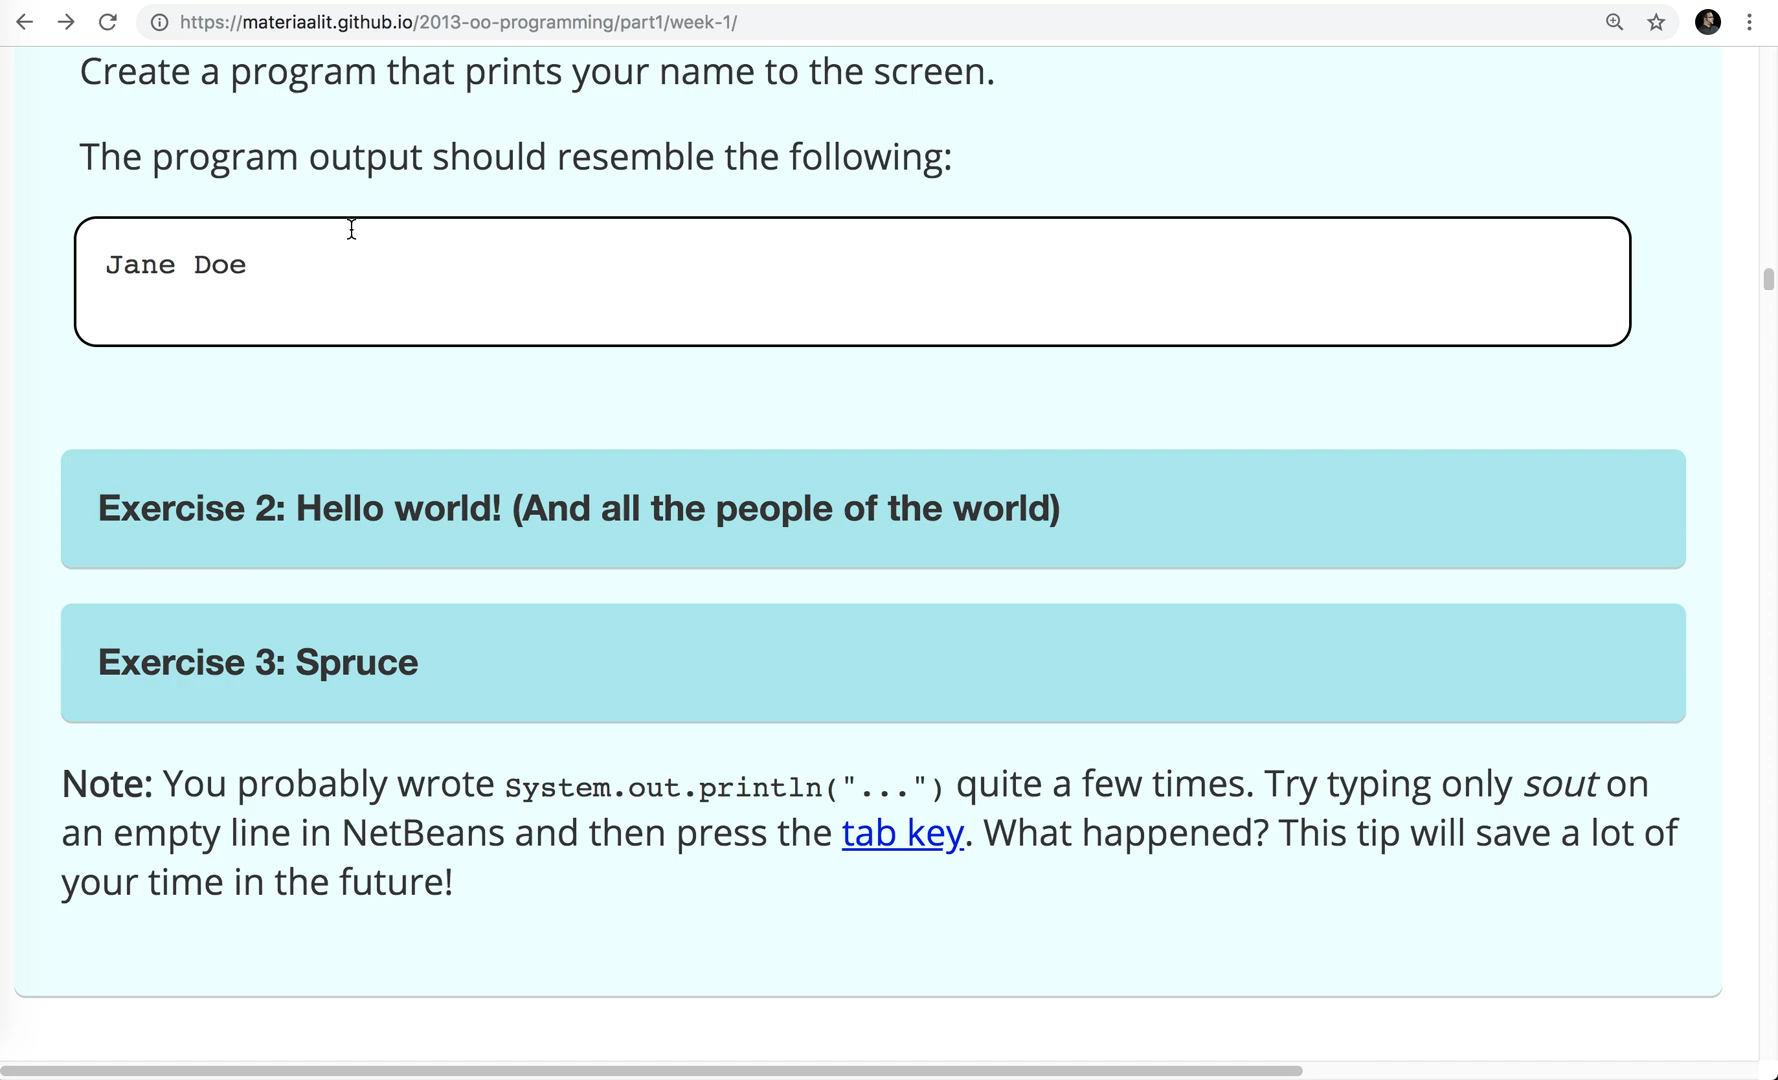 https://materiaalit.github.io/2013-oo-programming/part1/week-1/
Create a program that prints your name to the screen.
The program output should resemble the following:
Jane Doe
Exercise 2: Hello world! (And all the people of the world)
Exercise 3: Spruce
Note: You probably wrote System.out.println("...") quite a few times. Try typing only sout on
an empty line in NetBeans and then press the tab key. What happened? This tip will save a lot of
your time in the future!